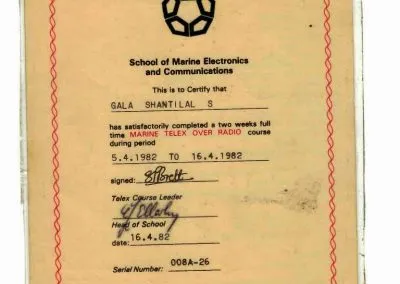 School of Marine Electronics
and Communications
This is to Certify that
GALA SHANTILAL S
has satisfactorily completed a two weeks full
time MARINE TELEX OVER RADIO course
during period
5.4.1982 TO 16.4.1982
signed:
Telex Course Leader
Head of School
date: 16.4.82
Serial Number: 008A-26